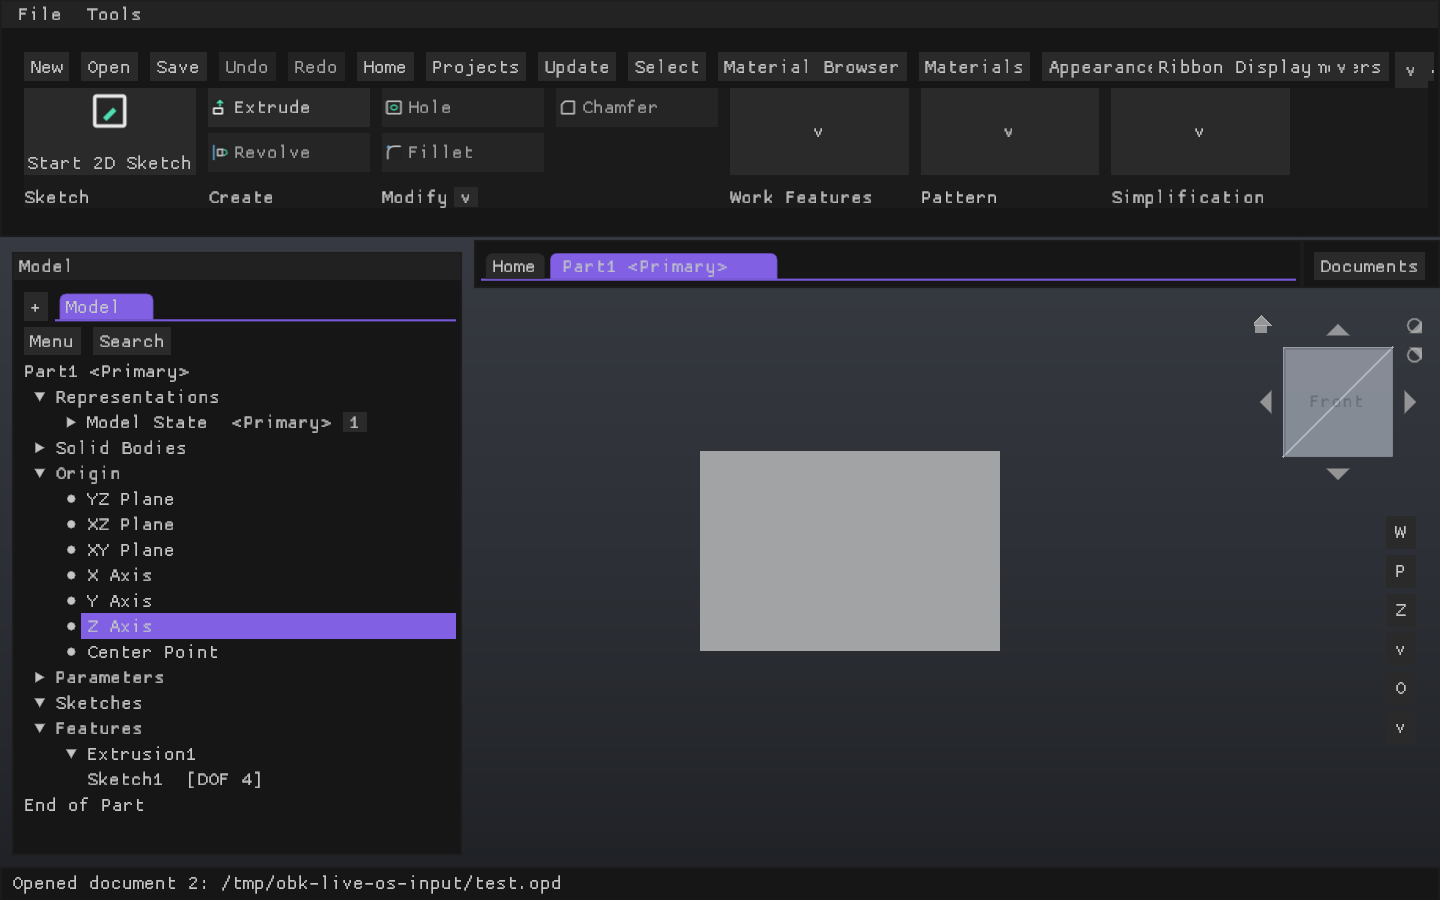 File Tools
New Open Save Undo Redo Home Projects Update Select Material Browser Materials Appearance Ribbon Display v
Start 2D Sketch
Extrude
Revolve
Hole
Fillet
Chamfer
v
v
v
Sketch Create Modify v Work Features Pattern Simplification
Model
Home Part1 <Primary> Documents
+ Model
Menu Search
Part1 <Primary>
Representations
Model State <Primary> 1
Solid Bodies
Origin
YZ Plane
XZ Plane
XY Plane
X Axis
Y Axis
Z Axis
Center Point
Parameters
Sketches
Features
Extrusion1
Sketch1 [DOF 4]
End of Part
Front
W
P
Z
v
O
v
Opened document 2: /tmp/obk-live-os-input/test.opd